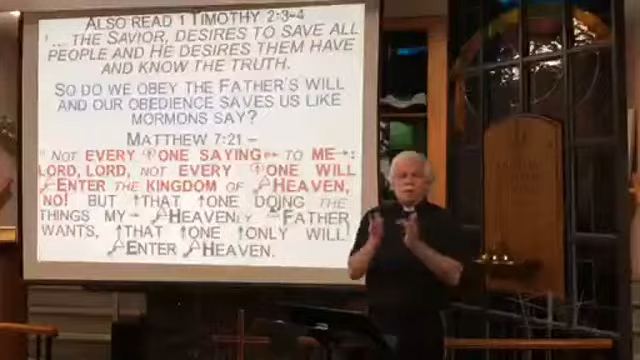 ALSO READ 1 TIMOTHY 2:3-4
"... THE SAVIOR, DESIRES TO SAVE ALL
PEOPLE AND HE DESIRES THEM HAVE
AND KNOW THE TRUTH.
SO DO WE OBEY THE FATHER'S WILL
AND OUR OBEDIENCE SAVES US LIKE
MORMONS SAY?
MATTHEW 7:21 –
"NOT EVERY ↑ONE SAYING↔ TO ME→:
LORD, LORD, NOT EVERY ↑ONE WILL
ENTER THE KINGDOM OF HEAVEN,
NO! BUT ↑THAT ↑ONE DOING THE
THINGS MY→ HEAVENLY FATHER
WANTS, ↑THAT ↑ONE ↑ONLY WILL
ENTER HEAVEN.